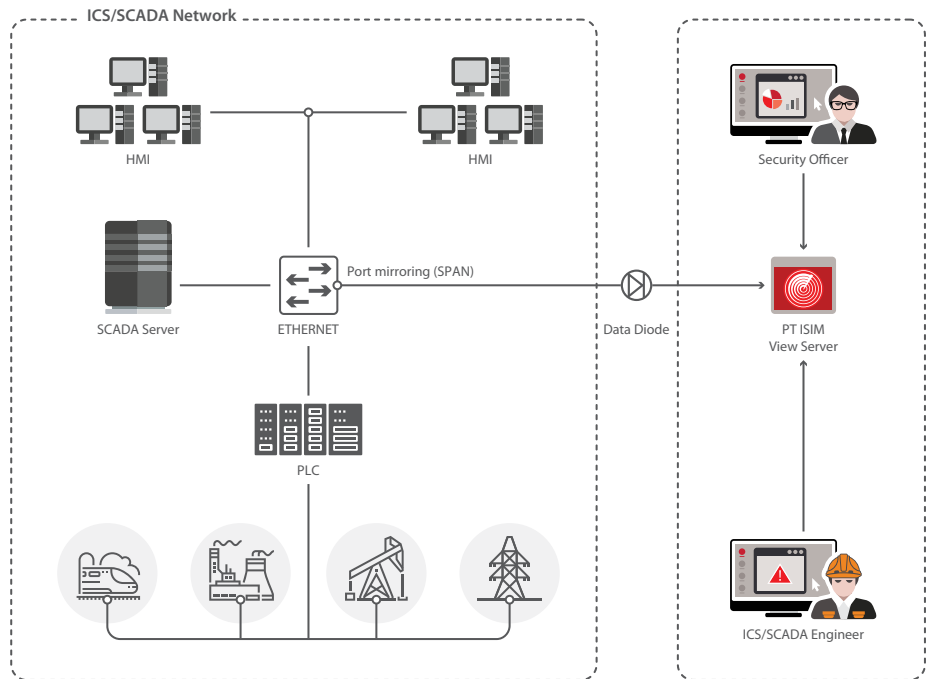 ICS/SCADA Network
HMI
HMI
Security Officer
Port mirroring (SPAN)
SCADA Server
ETHERNET
Data Diode
PT ISIM
View Server
PLC
ICS/SCADA Engineer